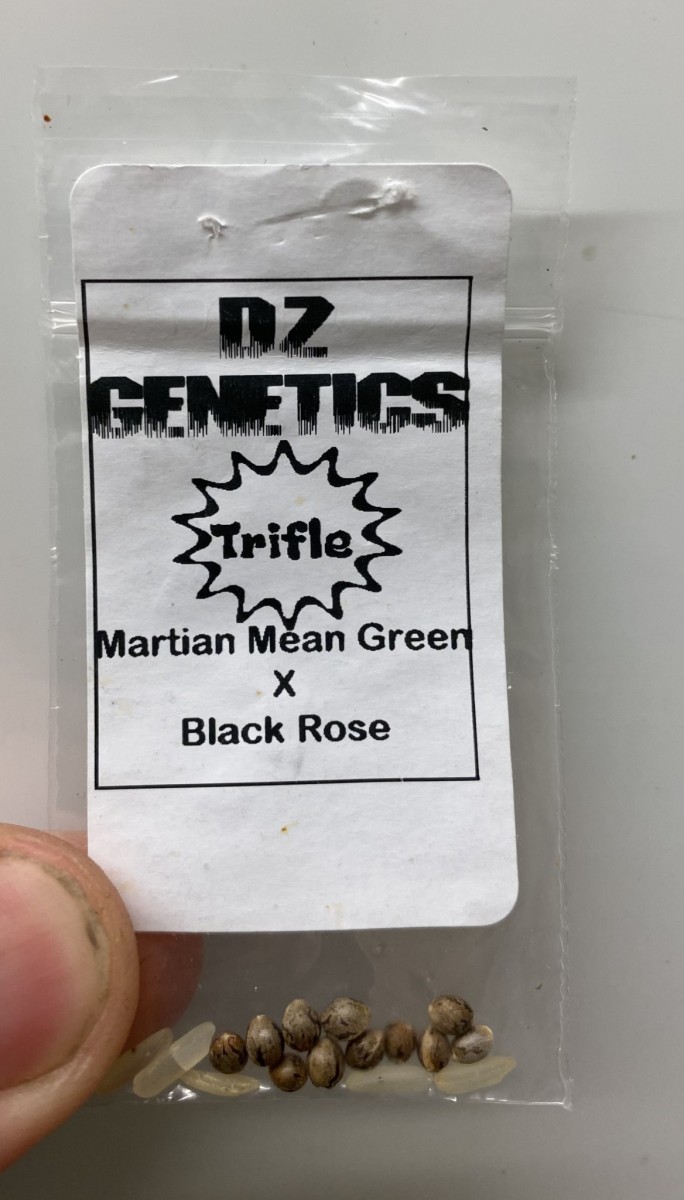 DZ
GENETICS
Trifle
Martian Mean Green
X
Black Rose